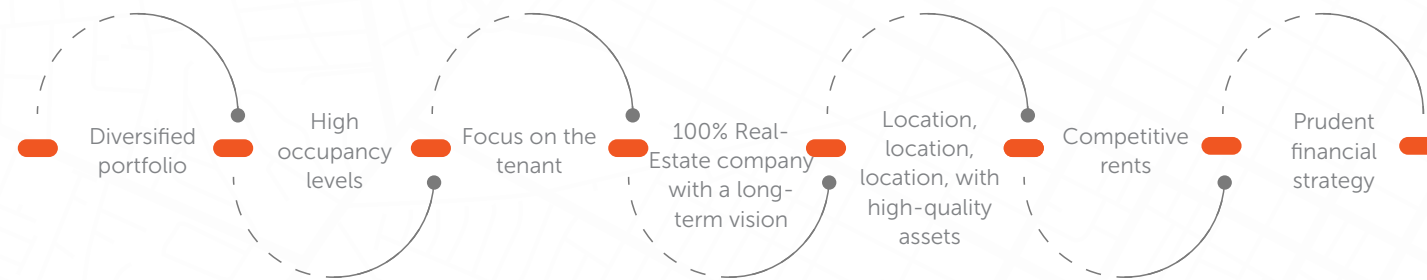 Diversified
portfolio
High
occupancy
levels
Focus on the
tenant
100% Real-
Estate company
with a long-
term vision
Location,
location,
location, with
high-quality
assets
Competitive
rents
Prudent
financial
strategy